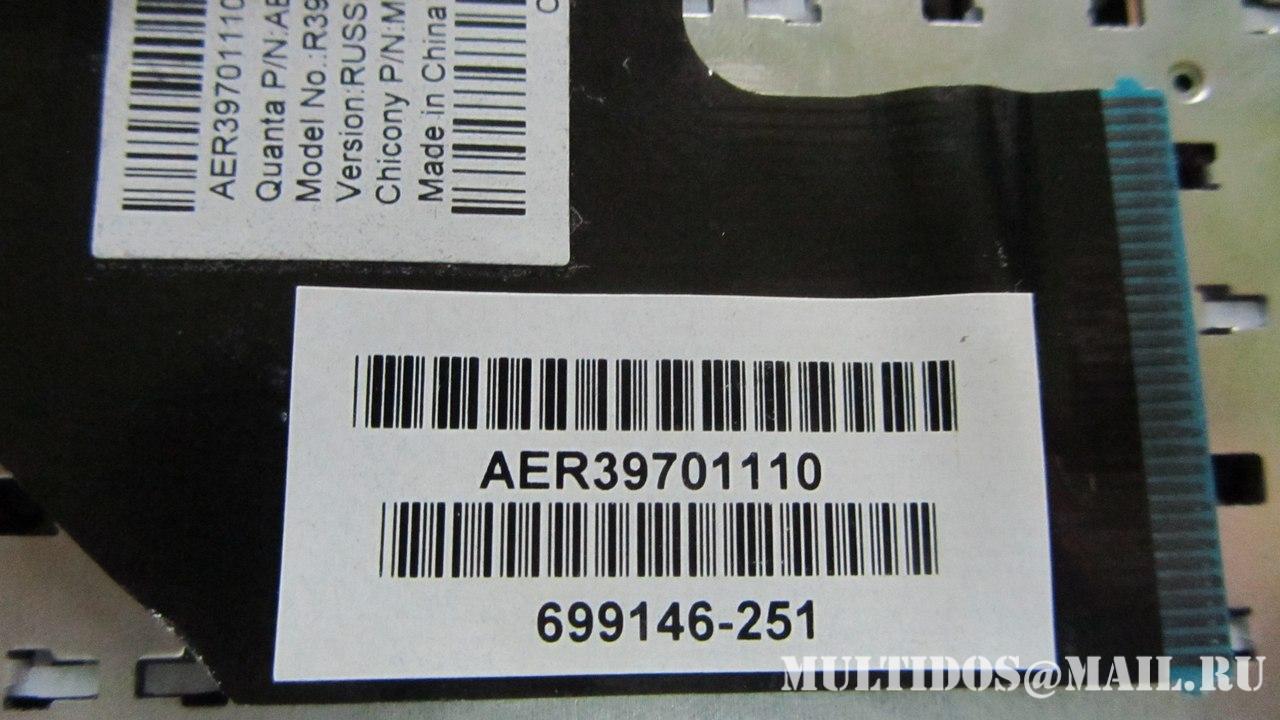 AER39701110
Quanta P/N:AE
Model No.:R39
Version:RUSS
Chicony P/N:M
Made in China
C
AER39701110
699146-251
MULTIDOS@MAIL.RU